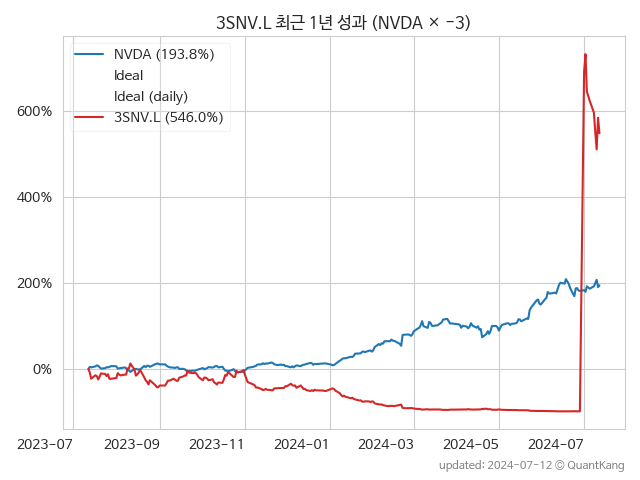 3SNV.L 최근 1년 성과 (NVDA × −3)
NVDA (193.8%)
Ideal
Ideal (daily)
3SNV.L (546.0%)
600%
400%
200%
0%
2023-07
2023-09
2023-11
2024-01
2024-03
2024-05
2024-07
updated: 2024-07-12 © QuantKang